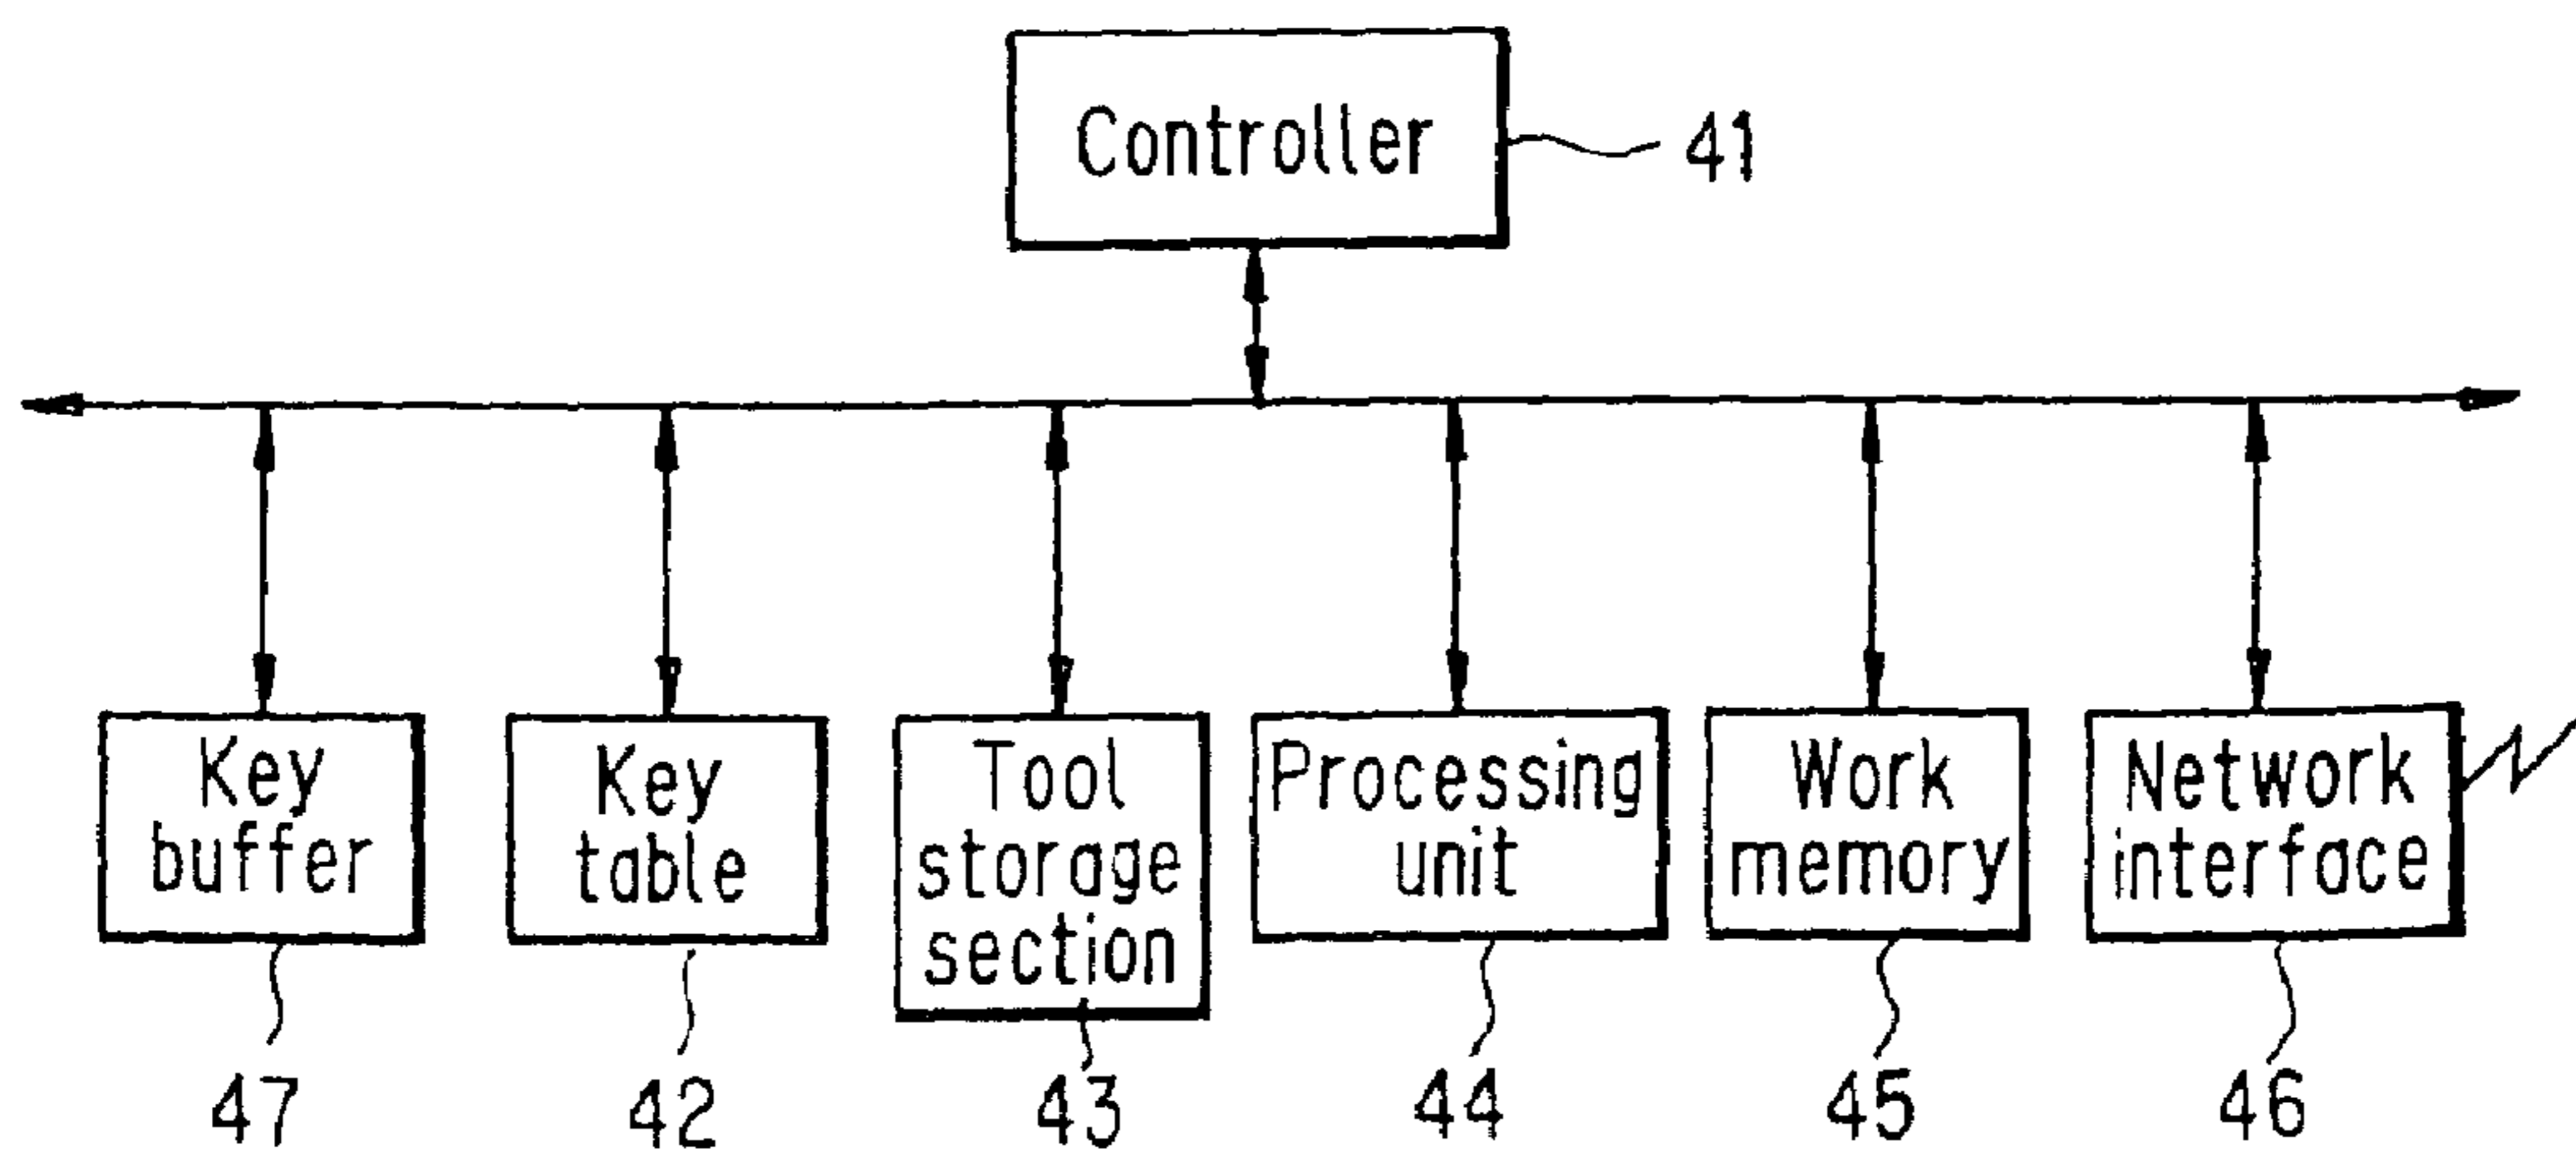 Controller
41
Key
buffer
Key
table
Tool
storage
section
Processing
unit
Work
memory
Network
interface
47
42
43
44
45
46